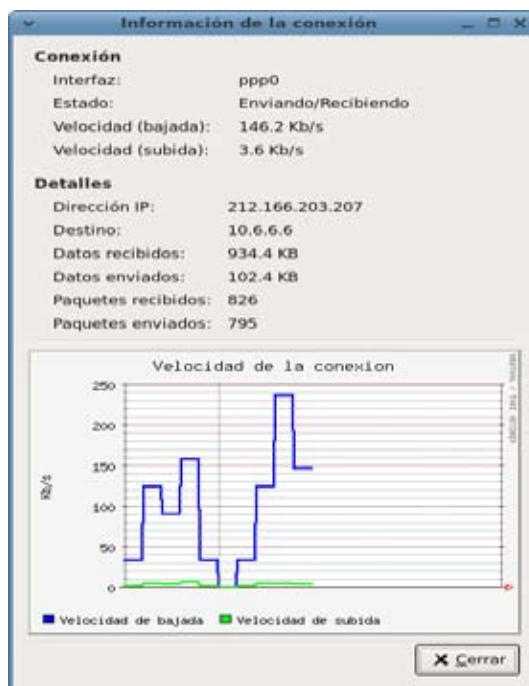 Información de la conexión
Conexión
Interfaz: ppp0
Estado: Enviando/Recibiendo
Velocidad (bajada): 146.2 Kb/s
Velocidad (subida): 3.6 Kb/s
Detalles
Dirección IP: 212.166.203.207
Destino: 10.6.6.6
Datos recibidos: 934.4 KB
Datos enviados: 102.4 KB
Paquetes recibidos: 826
Paquetes enviados: 795
Velocidad de la conexion
250
200
150
100
50
0
Kb/s
Velocidad de bajada Velocidad de subida
Cerrar